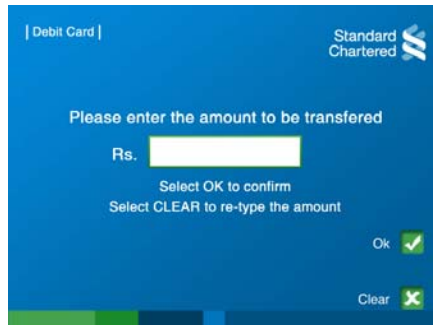 | Debit Card |
Standard
Chartered
Please enter the amount to be transfered
Rs.
Select OK to confirm
Select CLEAR to re-type the amount
Ok
Clear